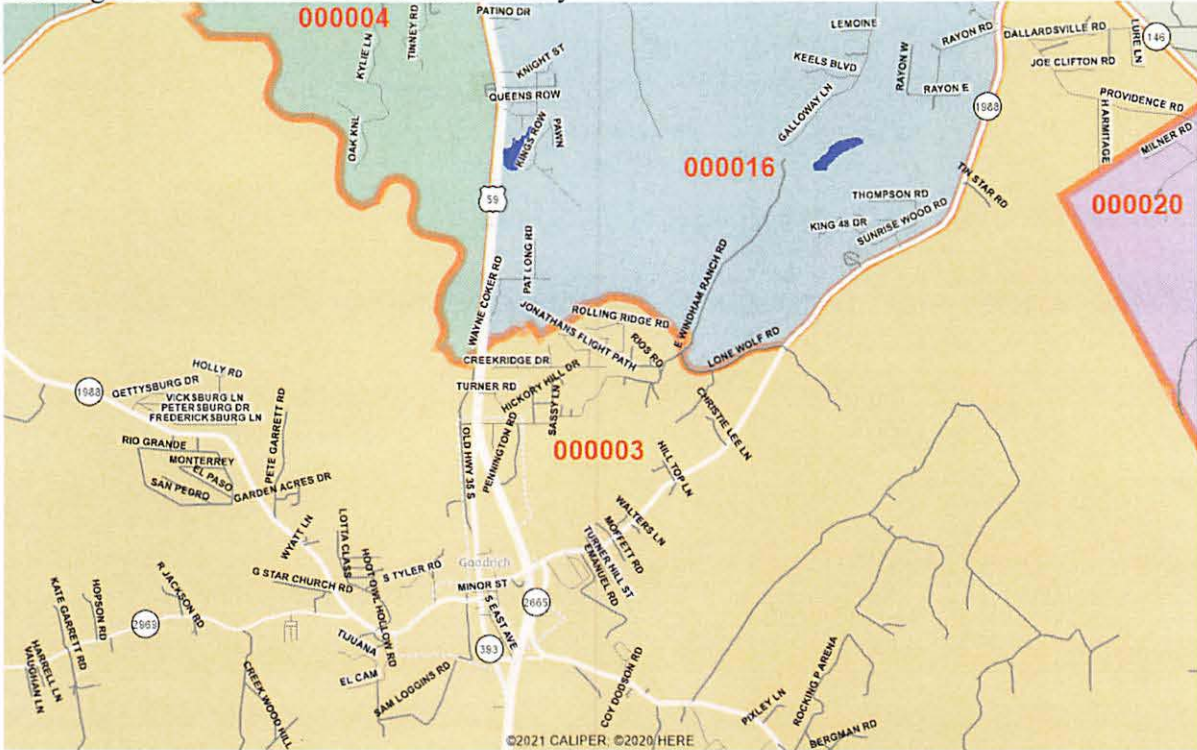 000004
PATINO DR
LEMOINE
RAYON RD
DALLARDSVILLE RD
LURE LN
146
KYLIE LN
TINNEY RD
KNIGHT ST
KEELS BLVD
RAYON W
JOE CLIFTON RD
QUEENS ROW
RAYON E
1988
PROVIDENCE RD
GALLOWAY LN
OAK KNL
KINGS ROW
PAWN
H ARMITAGE
MILNER RD
000016
TIN STAR RD
59
THOMPSON RD
000020
KING 48 DR
SUNRISE WOOD RD
PAT LONG RD
WAYNE COKER RD
E WINDHAM RANCH RD
ROLLING RIDGE RD
JONATHANS FLIGHT PATH
RIOS RD
LONE WOLF RD
CREEKRIDGE DR
HOLLY RD
1988
GETTYSBURG DR
TURNER RD
HICKORY HILL DR
VICKSBURG LN
PETERSBURG DR
FREDERICKSBURG LN
PETE GARRETT RD
SASSY LN
CHRISTIE LEE LN
OLD HWY 35 S
PENNINGTON RD
000003
RIO GRANDE
MONTERREY
EL PASO
HILL TOP LN
SAN PEDRO
GARDEN ACRES DR
WALTERS LN
WYATT LN
LOTTA CLASS
MOFFETT RD
TURNER HILL ST
EMANUEL RD
HOOT OWL HOLLOW RD
Goodrich
S TYLER RD
G STAR CHURCH RD
MINOR ST
R JACKSON RD
HOPSON RD
KATE GARRETT RD
S EAST AVE
2665
2969
TIJUANA
393
HARRELL LN
VAUGHAN LN
EL CAM
SAM LOGGINS RD
CREEK WOOD HILL
COY DODSON RD
PIXLEY LN
ROCKING P ARENA
BERGMAN RD
©2021 CALIPER; ©2020 HERE